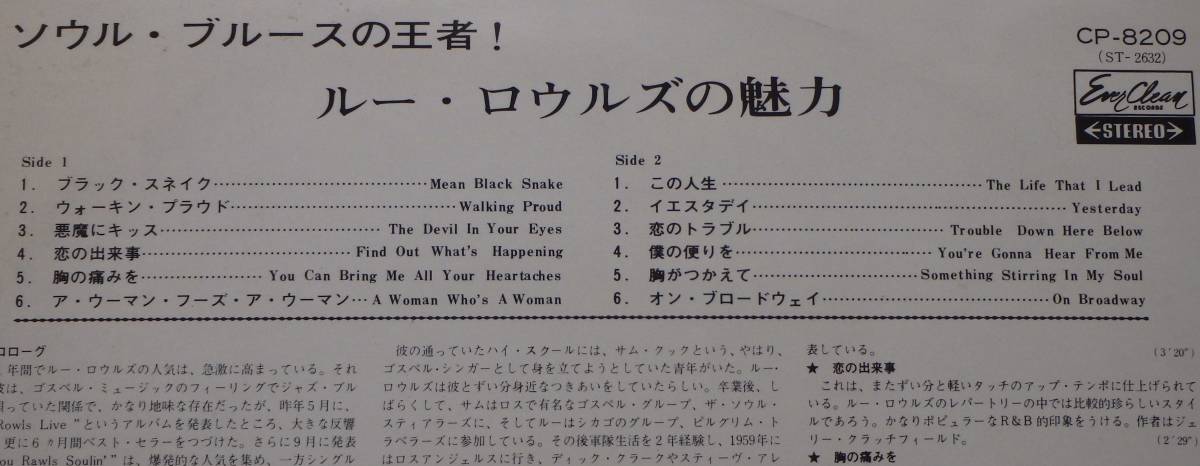 ソウル・ブルースの王者!
ルー・ロウルズの魅力
CP-8209
(ST-2632)
Ever Clean
RECORDS
STEREO
Side 1
1. ブラック・スネイク……Mean Black Snake
2. ウォーキン・プラウド……Walking Proud
3. 悪魔にキッス……The Devil In Your Eyes
4. 恋の出来事……Find Out What's Happening
5. 胸の痛みを……You Can Bring Me All Your Heartaches
6. ア・ウーマン・フーズ・ア・ウーマン…A Woman Who's A Woman
Side 2
1. この人生……The Life That I Lead
2. イエスタデイ……Yesterday
3. 恋のトラブル……Trouble Down Here Below
4. 僕の便りを……You're Gonna Hear From Me
5. 胸がつかえて……Something Stirring In My Soul
6. オン・ブロードウェイ……On Broadway
ロローグ
年間でルー・ロウルズの人気は、急激に高まっている。それ
は、ゴスペル・ミュージックのフィーリングでジャズ・ブル
っていた関係で、かなり地味な存在だったが、昨年5月に、
Rowls Live"というアルバムを発表したところ、大きな反響
更に6ヵ月間ベスト・セラーをつづけた。さらに9月に発表
ou Rawls Soulin'"は、爆発的な人気を集め、一方シングル
彼の通っていたハイ・スクールには、サム・クックという、やはり、
ゴスペル・シンガーとして身を立てようとしていた青年がいた。ルー・
ロウルズは彼とずい分身近なつきあいをしていたらしい。卒業後、し
ばらくして、サムはロスで有名なゴスペル・グループ、ザ・ソウル・
スティアラーズに、そしてルーはシカゴのグループ、ピルグリム・ト
ラベラーズに参加している。その後軍隊生活を2年経験し、1959年に
はロスアンジェルスに行き、ディック・クラークやスティーヴ・アレ
表している。
(3'20")
★ 恋の出来事
これは、またずい分と軽いタッチのアップ・テンポに仕上げられて
いる。ルー・ロウルズのレパートリーの中では比較的珍らしいスタイ
ルであろう。かなりポピュラーなR&B的印象をうける。作者はジェ
リー・クラッチフィールド。
(2'29")
★ 胸の痛みを